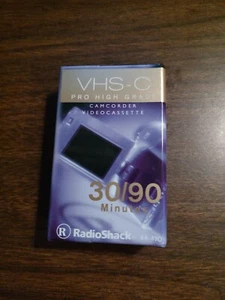 VHS-C
PRO HIGH GRADE
CAMCORDER
VIDEOCASSETTE
30/90
Minutes
R RadioShack